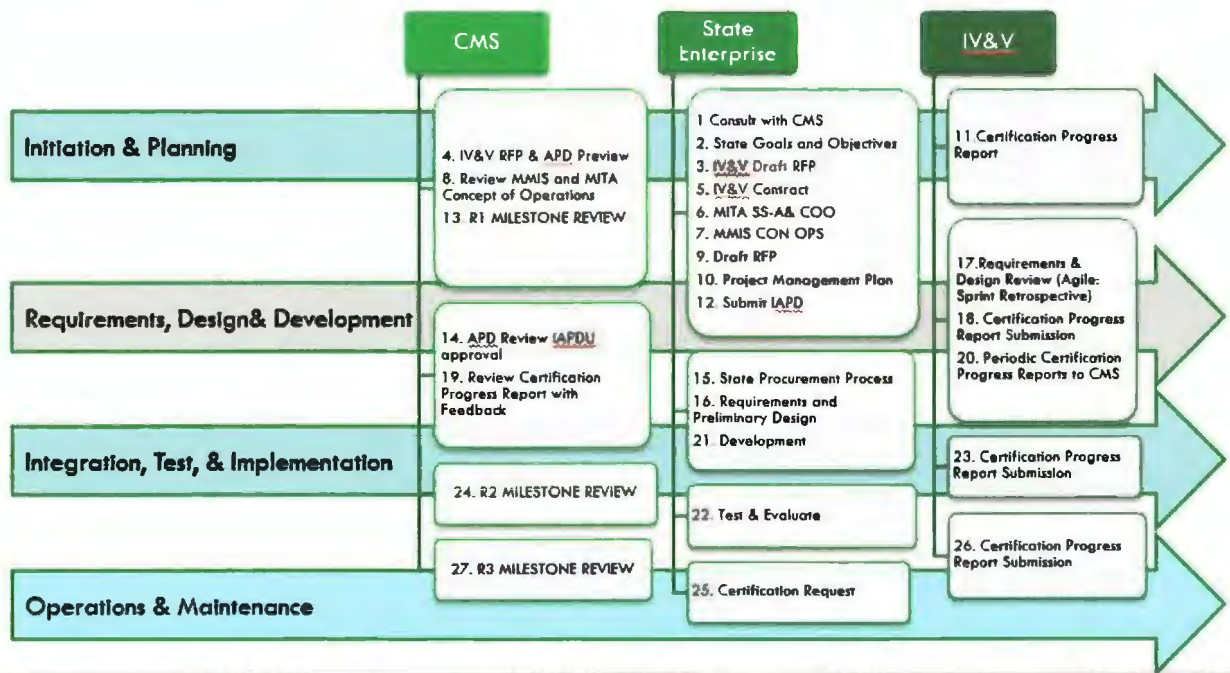 CMS
State
Enterprise
IV&V
Initiation & Planning
4. IV&V RFP & APD Preview
8. Review MMIS and MITA
Concept of Operations
13. R1 MILESTONE REVIEW
1 Consult with CMS
2. State Goals and Objectives
3. IV&V Draft RFP
5. IV&V Contract
6. MITA SS-A& COO
7. MMIS CON OPS
9. Draft RFP
10. Project Management Plan
12. Submit IAPD
11.Certification Progress
Report
Requirements, Design& Development
14. APD Review IAPDU
approval
19. Review Certification
Progress Report with
Feedback
15. State Procurement Process
16. Requirements and
Preliminary Design
21. Development
17.Requirements &
Design Review (Agile:
Sprint Retrospective)
18. Certification Progress
Report Submission
20. Periodic Certification
Progress Reports to CMS
Integration, Test, & Implementation
24. R2 MILESTONE REVIEW
22. Test & Evaluate
23. Certification Progress
Report Submission
Operations & Maintenance
27. R3 MILESTONE REVIEW
25. Certification Request
26. Certification Progress
Report Submission